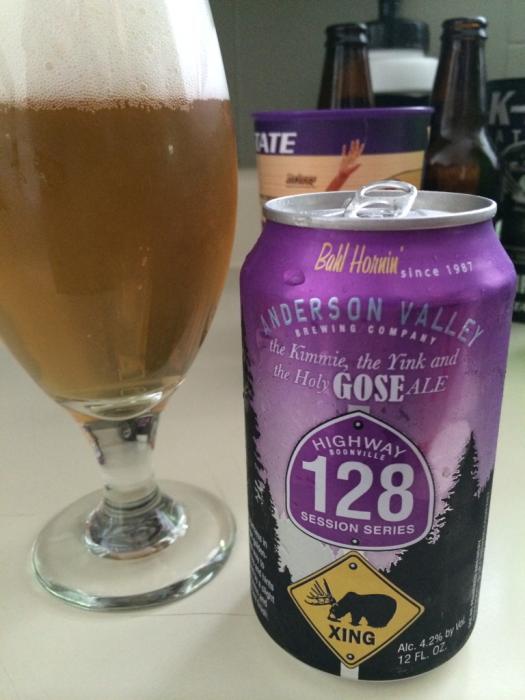 TATE
K-
Bahl Hornin' since 1987
ANDERSON VALLEY
BREWING COMPANY
the Kimmie, the Yink and
the Holy GOSE ALE
HIGHWAY
BOONVILLE
128
SESSION SERIES
XING
Alc. 4.2% by Vol.
12 FL. OZ.